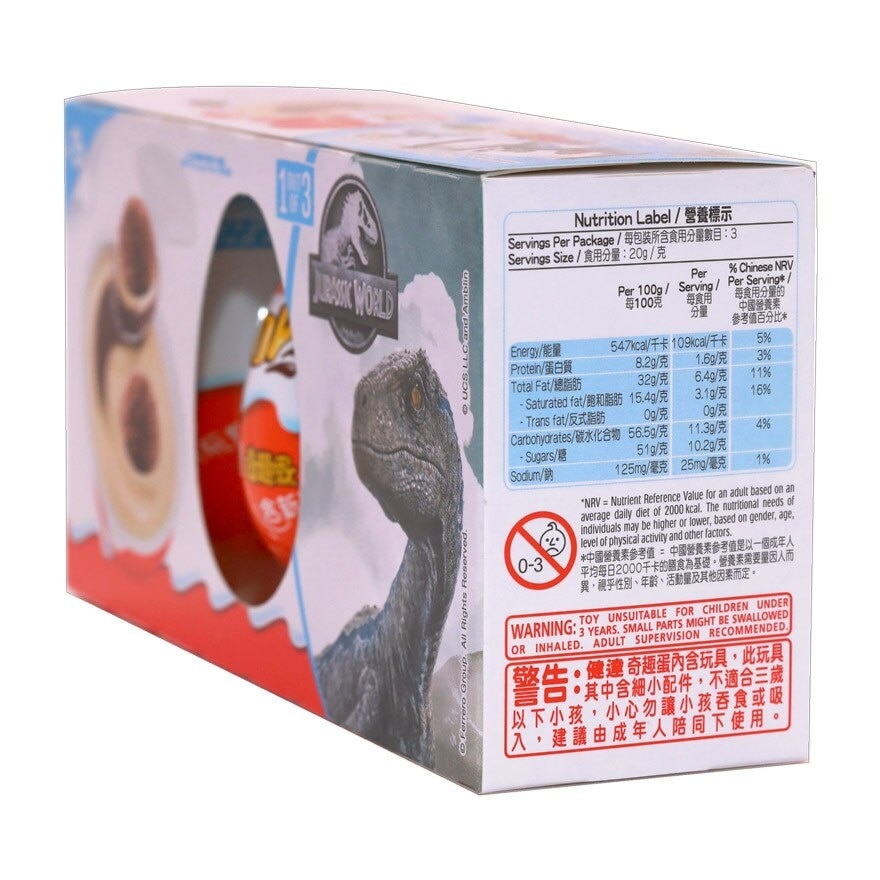 1 OUT OF 3
JURASSIC WORLD
© UCS LLC and Amblin
© Ferrero Group. All Rights Reserved.
Nutrition Label / 營養標示
Servings Per Package / 每包裝所含食用分量數目：3
Servings Size / 食用分量：20g / 克
Per 100g / 每100克
Per Serving / 每食用分量
% Chinese NRV Per Serving* / 每食用分量的中國營養素參考值百分比*
Energy/能量 547kcal/千卡 109kcal/千卡 5%
Protein/蛋白質 8.2g/克 1.6g/克 3%
Total Fat/總脂肪 32g/克 6.4g/克 11%
- Saturated fat/飽和脂肪 15.4g/克 3.1g/克 16%
- Trans fat/反式脂肪 0g/克 0g/克
Carbohydrates/碳水化合物 56.5g/克 11.3g/克 4%
- Sugars/糖 51g/克 10.2g/克
Sodium/鈉 125mg/毫克 25mg/毫克 1%
*NRV = Nutrient Reference Value for an adult based on an
average daily diet of 2000 kcal. The nutritional needs of
individuals may be higher or lower, based on gender, age,
level of physical activity and other factors.
*中國營養素參考值 = 中國營養素參考值是以一個成年人
平均每日2000千卡的膳食為基礎，營養素需要量因人而
異，視乎性別、年齡、活動量及其他因素而定。
0-3
WARNING: TOY UNSUITABLE FOR CHILDREN UNDER
3 YEARS. SMALL PARTS MIGHT BE SWALLOWED
OR INHALED. ADULT SUPERVISION RECOMMENDED.
警告：健達奇趣蛋內含玩具，此玩具
其中含細小配件，不適合三歲
以下小孩，小心勿讓小孩吞食或吸
入，建議由成年人陪同下使用。